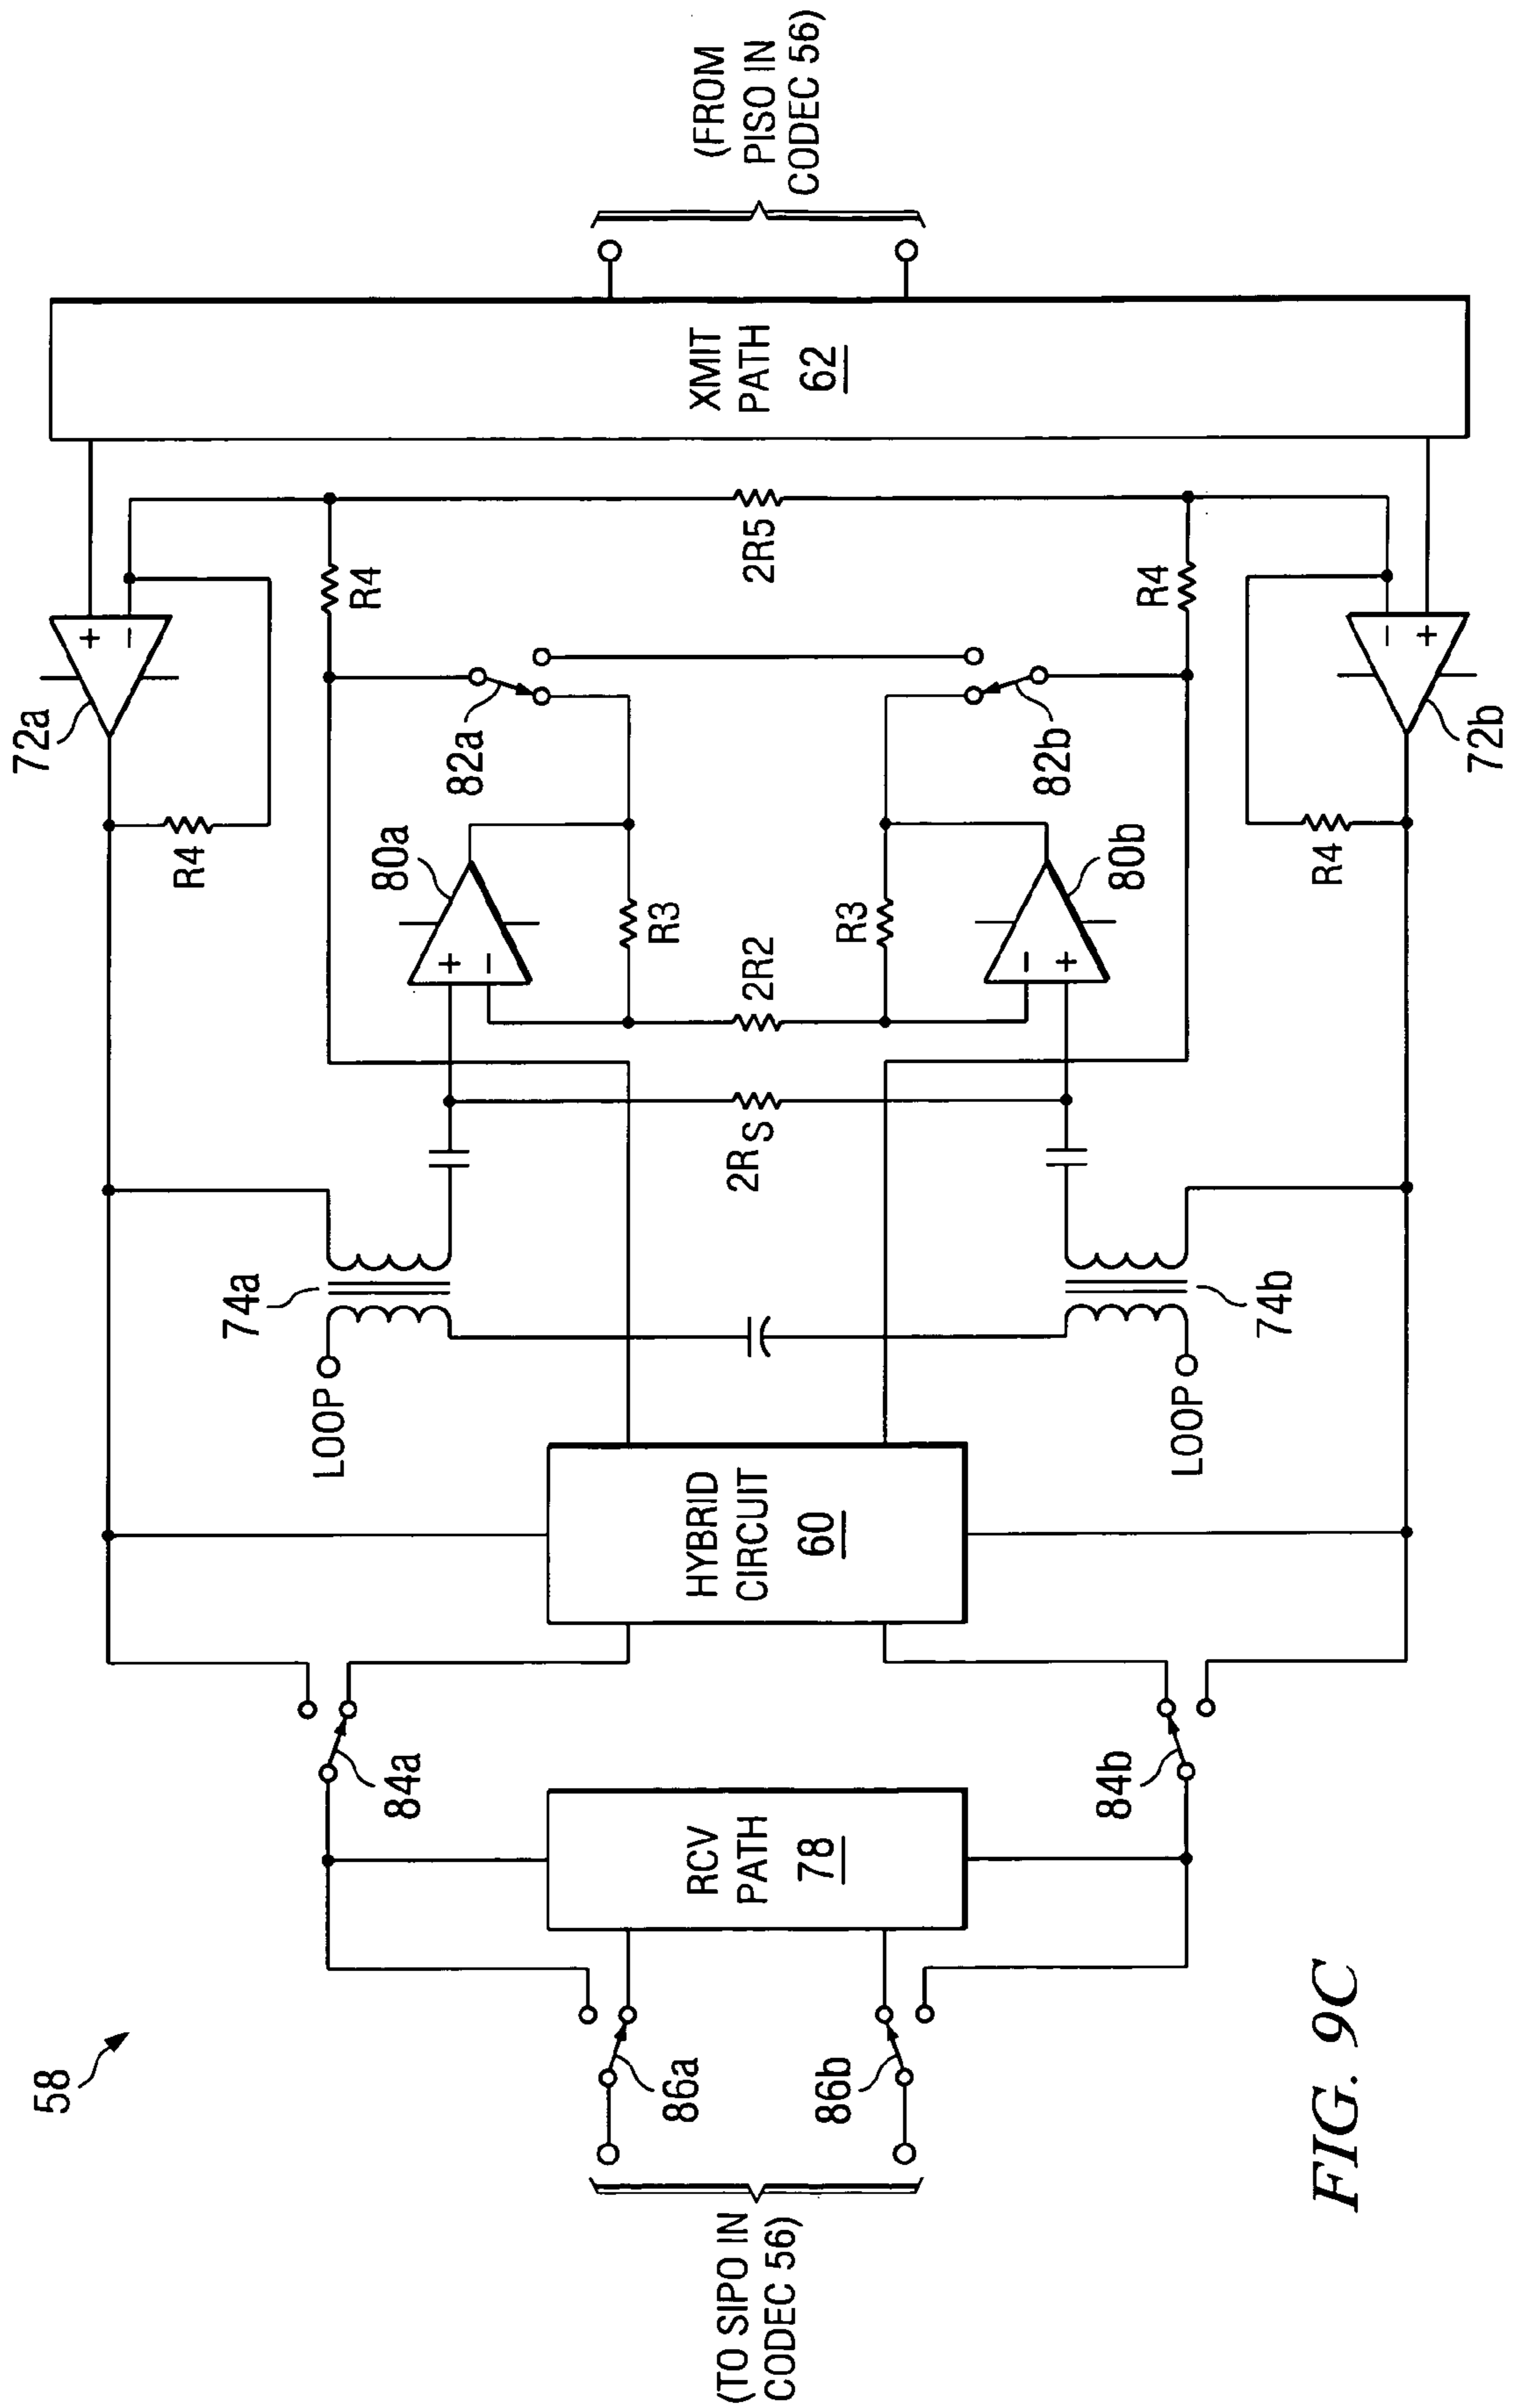 58
(TO SIPO IN
CODEC 56)
86a
86b
RCV
PATH
78
84a
84b
HYBRID
CIRCUIT
60
LOOP
LOOP
74a
74b
2RS
2R2
R3
R3
+
−
−
+
80a
80b
82a
82b
R4
R4
R4
R4
2R5
72a
+
−
72b
−
+
XMIT
PATH
62
(FROM
PISO IN
CODEC 56)
FIG. 9C